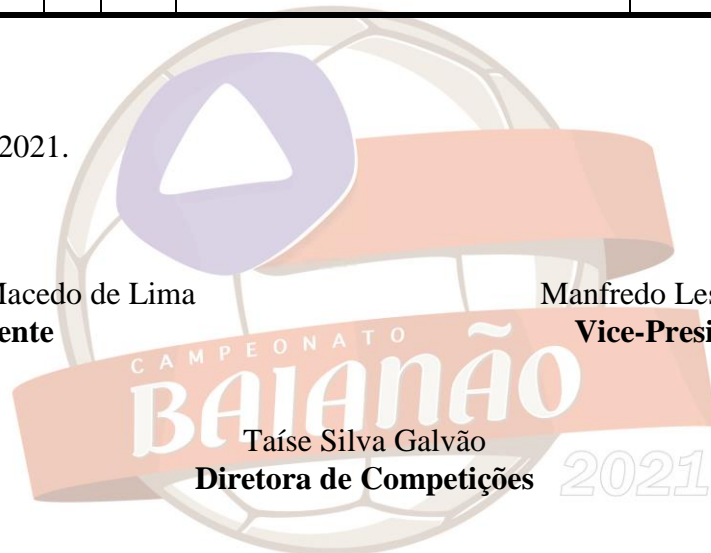 2021.
Macedo de Lima
Manfredo Les
ente
Vice-Presi
CAMPEONATO
BAIANÃO
Taíse Silva Galvão
Diretora de Competições
2021